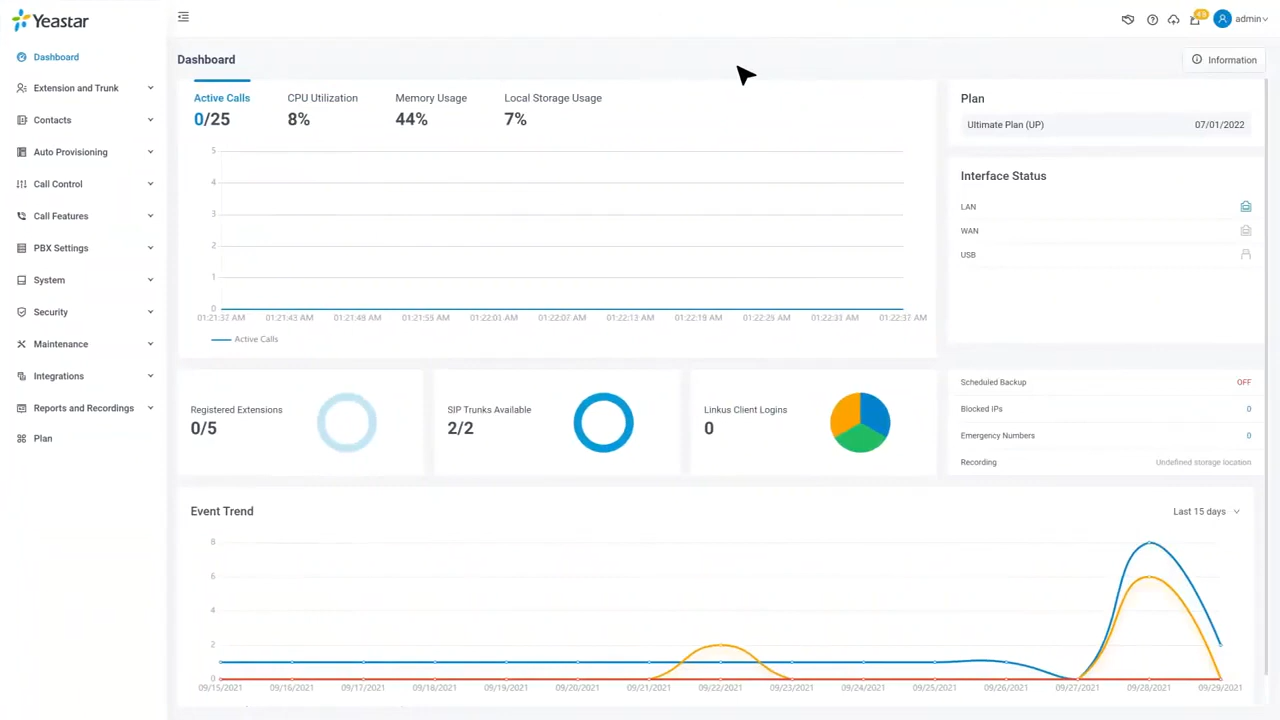 Yeastar
admin
Dashboard
Extension and Trunk
Contacts
Auto Provisioning
Call Control
Call Features
PBX Settings
System
Security
Maintenance
Integrations
Reports and Recordings
Plan
Dashboard
Information
Active Calls
0/25
CPU Utilization
8%
Memory Usage
44%
Local Storage Usage
7%
5
4
3
2
1
0
01:21:43 AM 01:21:49 AM 01:21:55 AM 01:22:01 AM 01:22:07 AM 01:22:13 AM 01:22:19 AM 01:22:25 AM 01:22:31 AM
Active Calls
Plan
Ultimate Plan (UP) 07/01/2022
Interface Status
LAN
WAN
USB
Registered Extensions
0/5
SIP Trunks Available
2/2
Linkus Client Logins
0
Scheduled Backup OFF
Blocked IPs 0
Emergency Numbers 0
Recording Undefined storage location
Event Trend
Last 15 days
8
6
4
2
0
09/15/2021 09/16/2021 09/17/2021 09/18/2021 09/19/2021 09/20/2021 09/21/2021 09/22/2021 09/23/2021 09/24/2021 09/25/2021 09/26/2021 09/27/2021 09/28/2021 09/29/2021